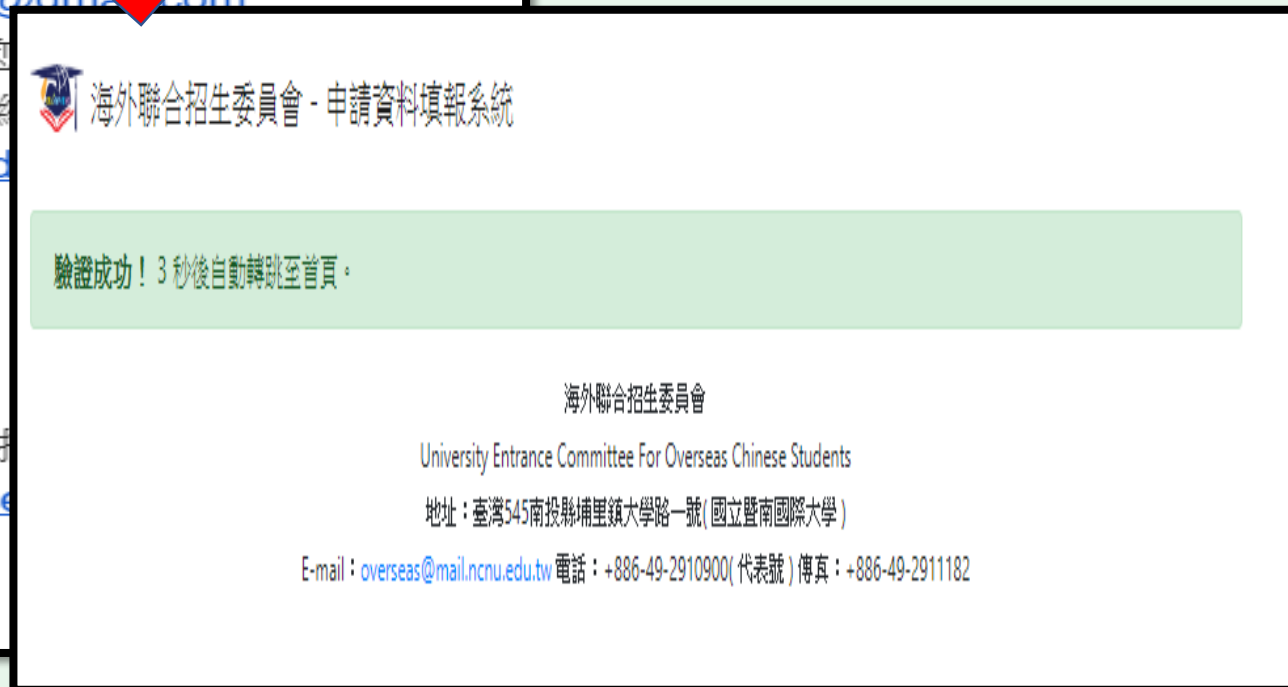 海外聯合招生委員會 - 申請資料填報系統
驗證成功！ 3 秒後自動轉跳至首頁。
海外聯合招生委員會
University Entrance Committee For Overseas Chinese Students
地址：臺灣545南投縣埔里鎮大學路一號( 國立暨南國際大學 )
E-mail：overseas@mail.ncnu.edu.tw 電話：+886-49-2910900( 代表號 ) 傳真：+886-49-2911182